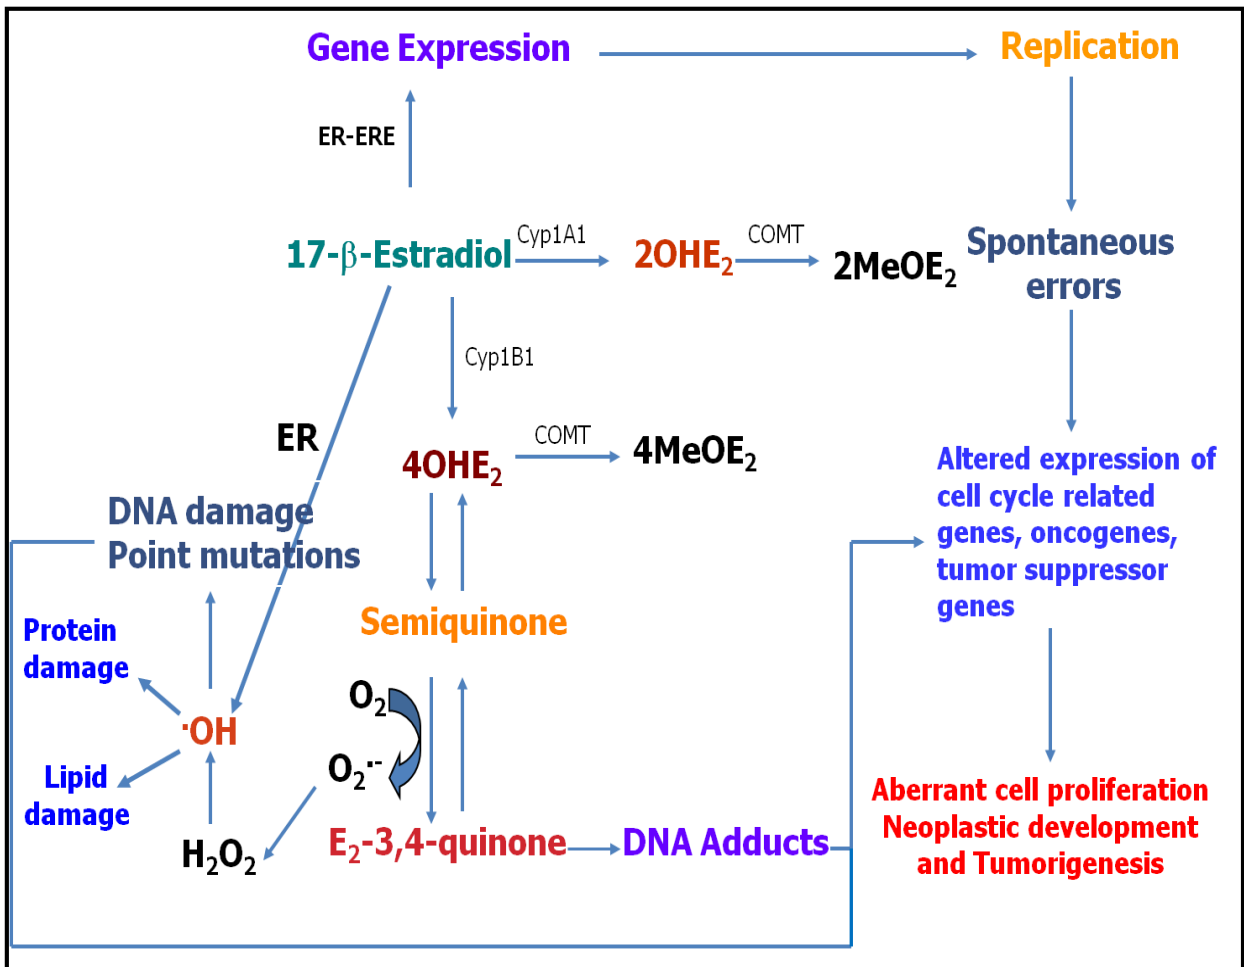 Gene Expression
Replication
ER-ERE
17-β-Estradiol
Cyp1A1
2OHE₂
COMT
2MeOE₂
Spontaneous
errors
Cyp1B1
ER
4OHE₂
COMT
4MeOE₂
Altered expression of
cell cycle related
genes, oncogenes,
tumor suppressor
genes
DNA damage
Point mutations
Protein
damage
Semiquinone
O₂
·OH
O₂·-
Lipid
damage
H₂O₂
E₂-3,4-quinone
DNA Adducts
Aberrant cell proliferation
Neoplastic development
and Tumorigenesis